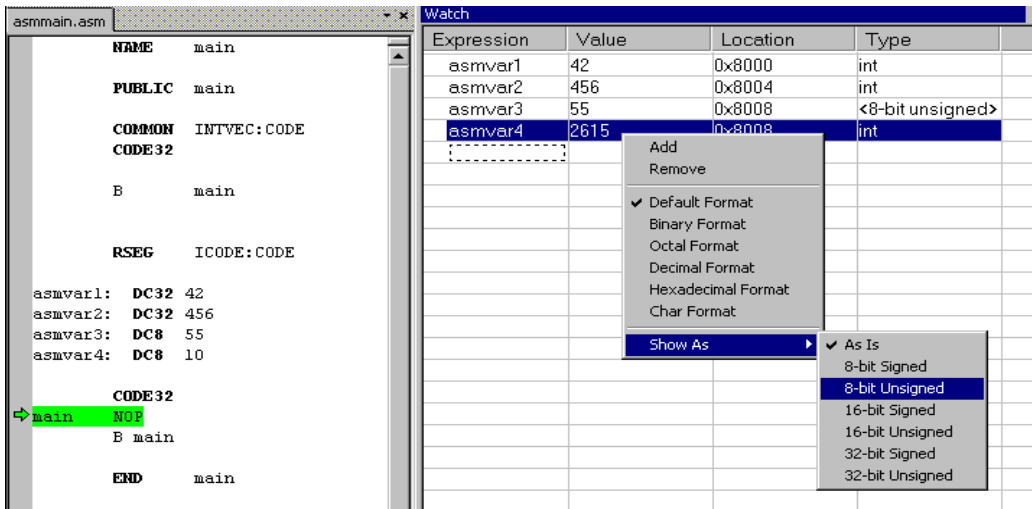 asmmain.asm
NAME main
PUBLIC main
COMMON INTVEC:CODE
CODE32
B main
RSEG ICODE:CODE
asmvar1: DC32 42
asmvar2: DC32 456
asmvar3: DC8 55
asmvar4: DC8 10
CODE32
main NOP
B main
END main
Watch
Expression Value Location Type
asmvar1 42 0x8000 int
asmvar2 456 0x8004 int
asmvar3 55 0x8008 <8-bit unsigned>
asmvar4 2615 0x8008 int
Add
Remove
Default Format
Binary Format
Octal Format
Decimal Format
Hexadecimal Format
Char Format
Show As
As Is
8-bit Signed
8-bit Unsigned
16-bit Signed
16-bit Unsigned
32-bit Signed
32-bit Unsigned